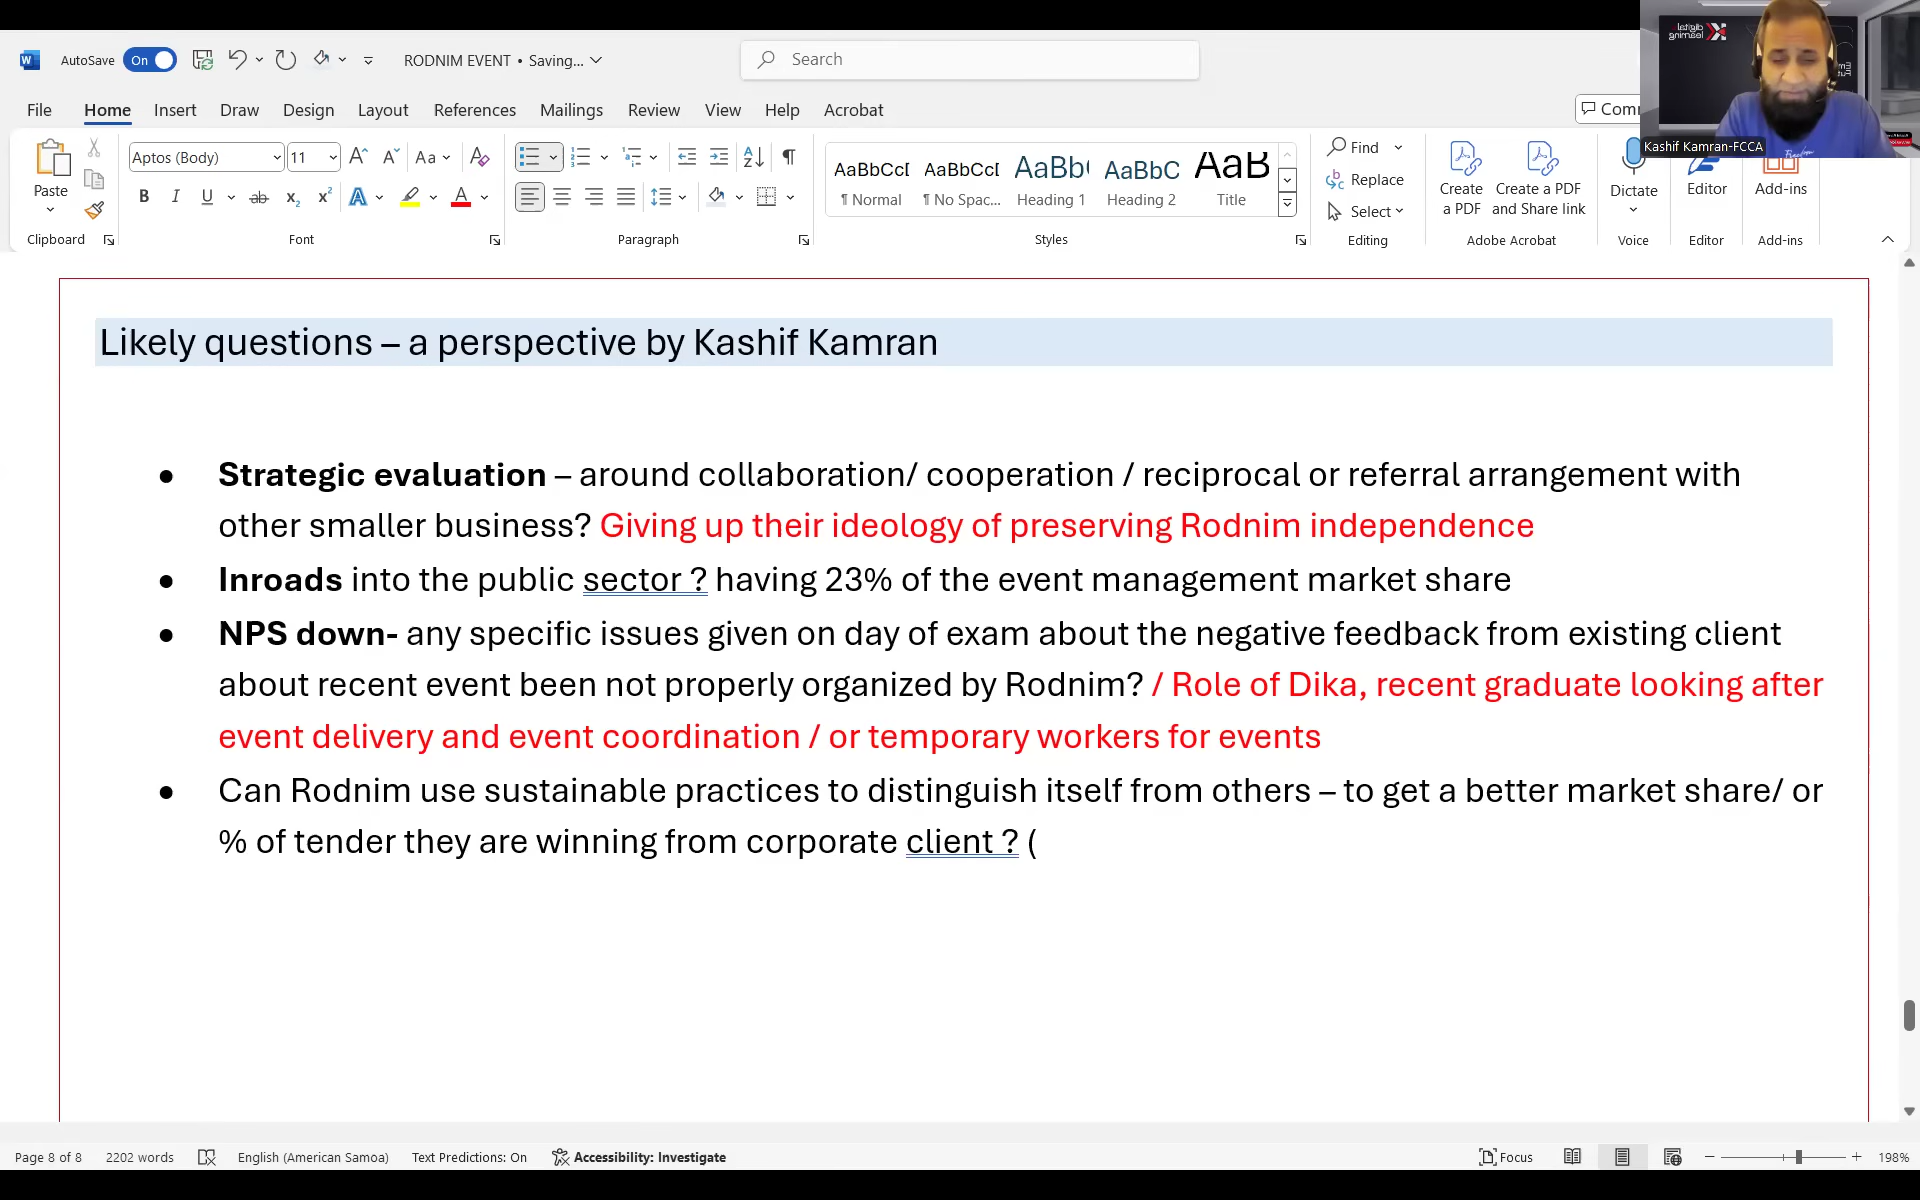 AutoSave On RODNIM EVENT • Saving... Search
File Home Insert Draw Design Layout References Mailings Review View Help Acrobat
Kashif Kamran-FCCA
Paste
Clipboard
Aptos (Body) 11 Aa
B I U ab x₂ x² A A
Font
Paragraph
AaBbCcD AaBbCcD AaBb( AaBbC AaB
¶ Normal ¶ No Spac... Heading 1 Heading 2 Title
Styles
Find
Replace
Select
Editing
Create a PDF
Create a PDF and Share link
Adobe Acrobat
Dictate
Voice
Editor
Editor
Add-ins
Add-ins
Likely questions – a perspective by Kashif Kamran
● Strategic evaluation – around collaboration/ cooperation / reciprocal or referral arrangement with
other smaller business? Giving up their ideology of preserving Rodnim independence
● Inroads into the public sector ? having 23% of the event management market share
● NPS down- any specific issues given on day of exam about the negative feedback from existing client
about recent event been not properly organized by Rodnim? / Role of Dika, recent graduate looking after
event delivery and event coordination / or temporary workers for events
● Can Rodnim use sustainable practices to distinguish itself from others – to get a better market share/ or
% of tender they are winning from corporate client ? (
Page 8 of 8 2202 words English (American Samoa) Text Predictions: On Accessibility: Investigate Focus 198%